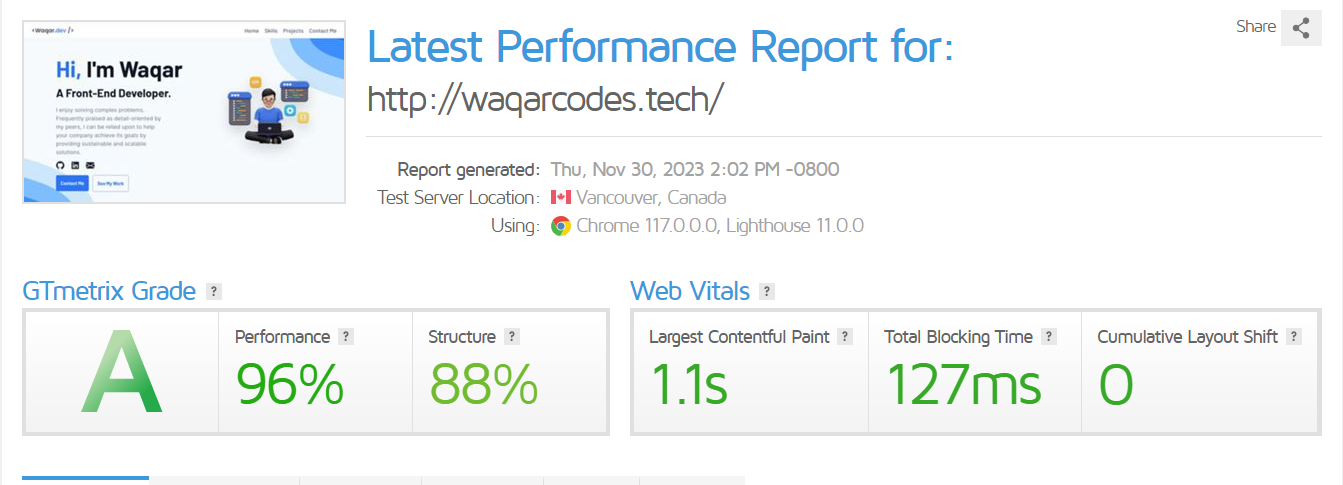 <Waqar.dev />
Home Skills Projects Contact Me
Hi, I'm Waqar
A Front-End Developer.
I enjoy solving complex problems.
Frequently praised as detail-oriented by
my peers, I can be relied upon to help
your company achieve its goals by
providing sustainable and scalable
solutions.
Contact Me See My Work
Latest Performance Report for:
http://waqarcodes.tech/
Share
Report generated: Thu, Nov 30, 2023 2:02 PM -0800
Test Server Location: Vancouver, Canada
Using: Chrome 117.0.0.0, Lighthouse 11.0.0
GTmetrix Grade ?
A
Performance ?
96%
Structure ?
88%
Web Vitals ?
Largest Contentful Paint ?
1.1s
Total Blocking Time ?
127ms
Cumulative Layout Shift ?
0